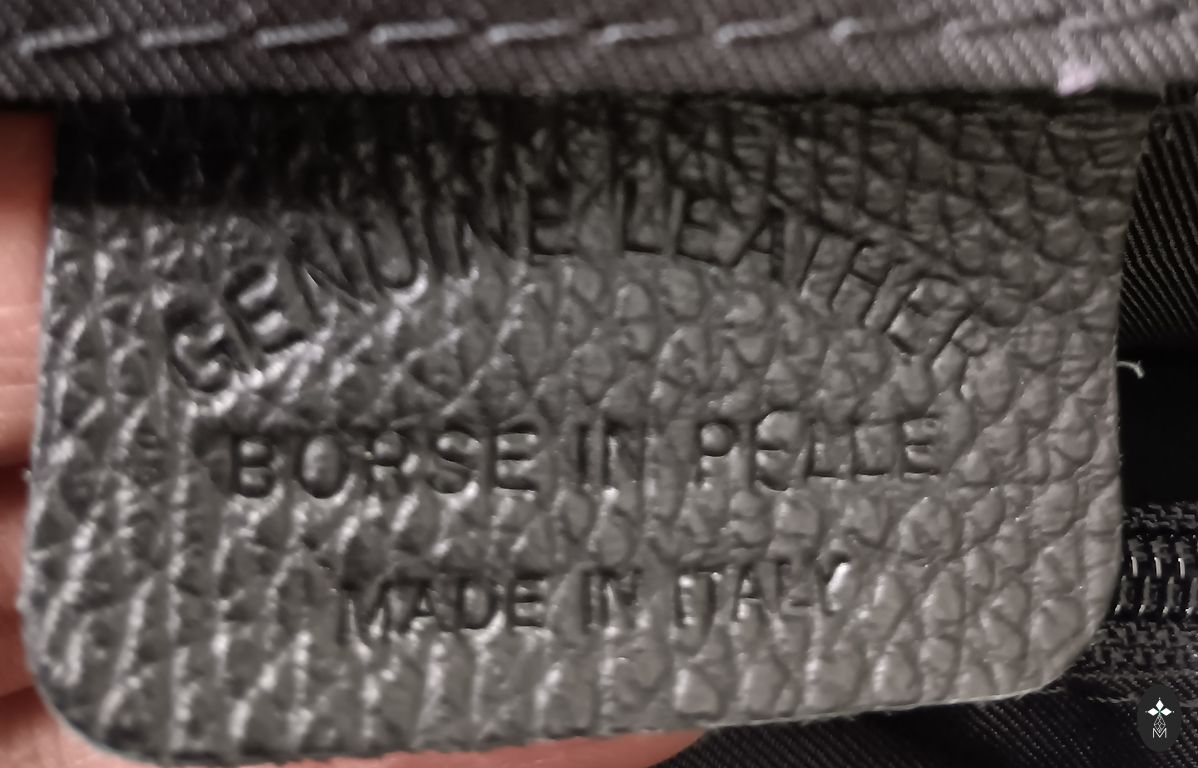 GENUINE LEATHER
BORSE IN PELLE
MADE IN ITALY
M